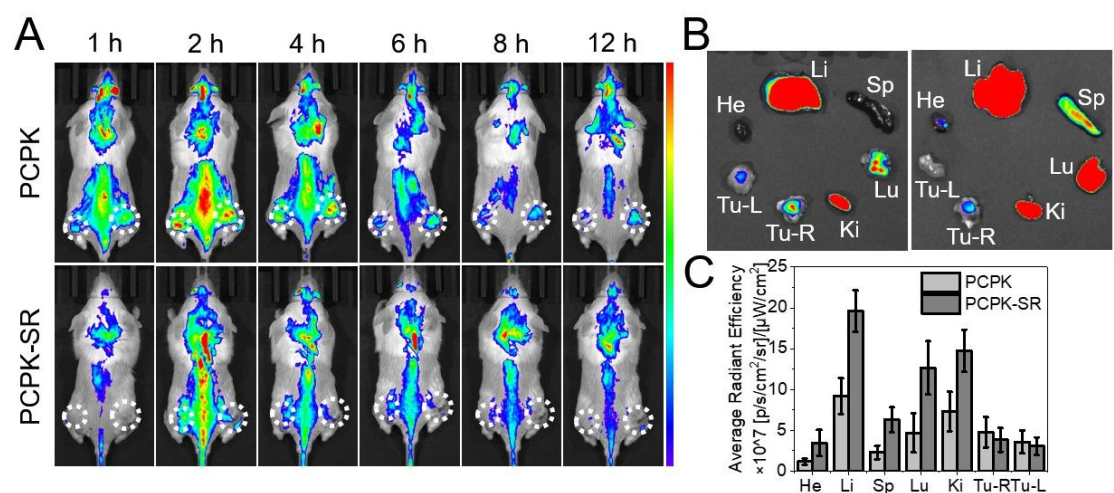 A
1 h 2 h 4 h 6 h 8 h 12 h
PCPK
PCPK-SR
B
Li
He
Sp
Tu-L
Lu
Tu-R
Ki
Li
He
Sp
Tu-L
Lu
Tu-R
Ki
C
Average Radiant Efficiency
×10^7 [p/s/cm²/sr]/[μW/cm²]
25
20
15
10
5
0
PCPK
PCPK-SR
He Li Sp Lu Ki Tu-R Tu-L